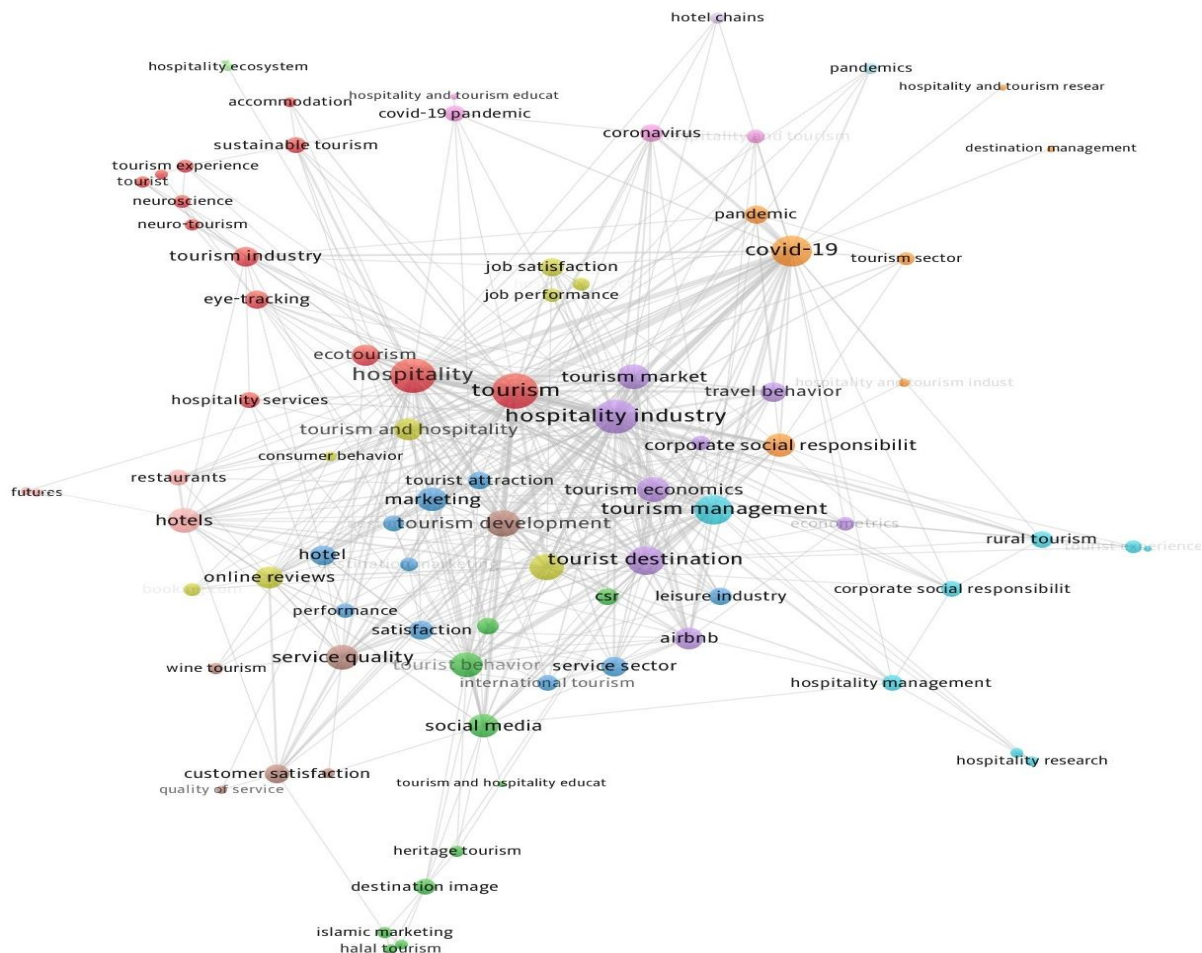 hotel chains
hospitality ecosystem
pandemics
hospitality and tourism resear
hospitality and tourism educat
accommodation
covid-19 pandemic
coronavirus
and tourism
sustainable tourism
destination management
tourism experience
tourist
neuroscience
pandemic
neuro-tourism
covid-19
tourism industry
tourism sector
job satisfaction
eye-tracking
job performance
ecotourism
hospitality
tourism market
hospitality and tourism indust
tourism
travel behavior
hospitality services
hospitality industry
tourism and hospitality
corporate social responsibilit
consumer behavior
restaurants
tourist attraction
futures
tourism economics
marketing
tourism management
hotels
tourism development
econometrics
rural tourism
hotel
tourist destination
online reviews
corporate social responsibilit
csr
leisure industry
performance
satisfaction
airbnb
service quality
tourist behavior
service sector
wine tourism
international tourism
hospitality management
social media
hospitality research
customer satisfaction
tourism and hospitality educat
quality of service
heritage tourism
destination image
islamic marketing
halal tourism